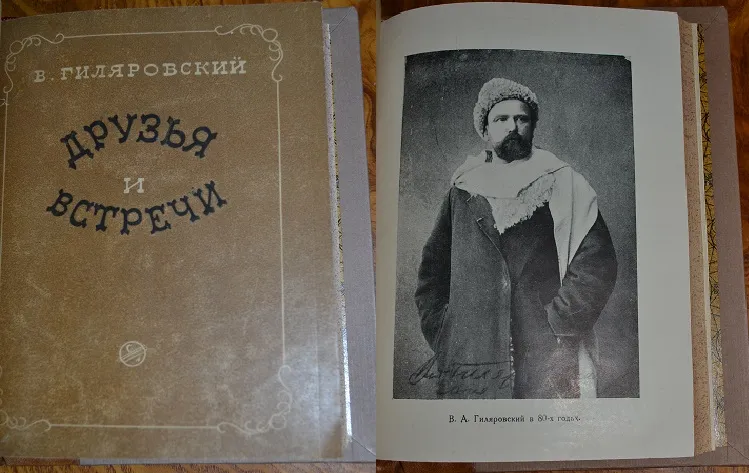 В. ГИЛЯРОВСКИЙ
ДРУЗЬЯ
И
ВСТРЕЧИ
В. А. Гиляровский в 80-х годах.